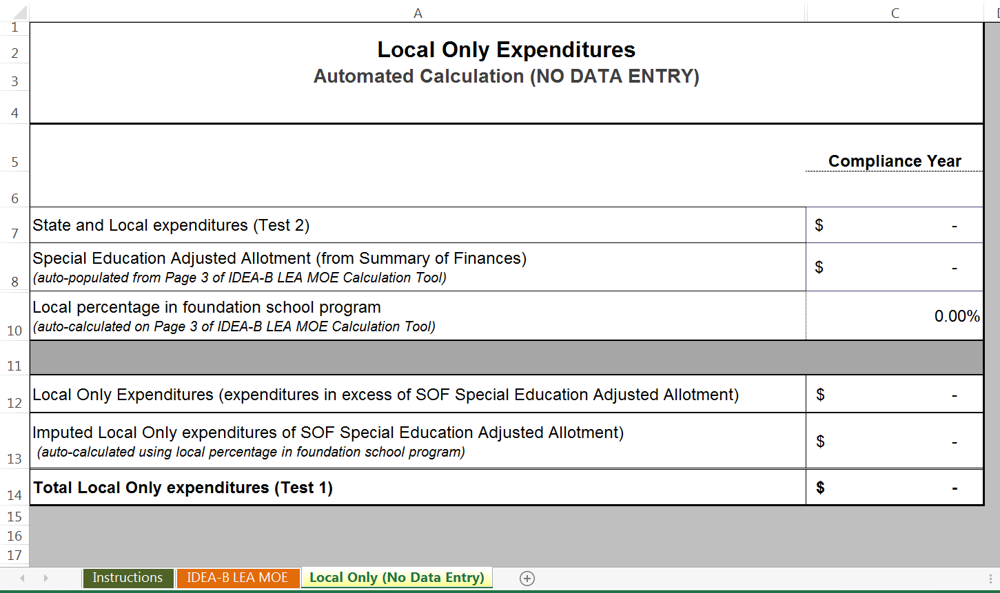 A C
1
2 Local Only Expenditures
3 Automated Calculation (NO DATA ENTRY)
4
5 Compliance Year
6
7 State and Local expenditures (Test 2) $ -
Special Education Adjusted Allotment (from Summary of Finances) $ -
8 (auto-populated from Page 3 of IDEA-B LEA MOE Calculation Tool)
Local percentage in foundation school program 0.00%
10 (auto-calculated on Page 3 of IDEA-B LEA MOE Calculation Tool)
11
12 Local Only Expenditures (expenditures in excess of SOF Special Education Adjusted Allotment) $ -
Imputed Local Only expenditures of SOF Special Education Adjusted Allotment) $ -
13 (auto-calculated using local percentage in foundation school program)
14 Total Local Only expenditures (Test 1) $ -
15
16
17
Instructions IDEA-B LEA MOE Local Only (No Data Entry)